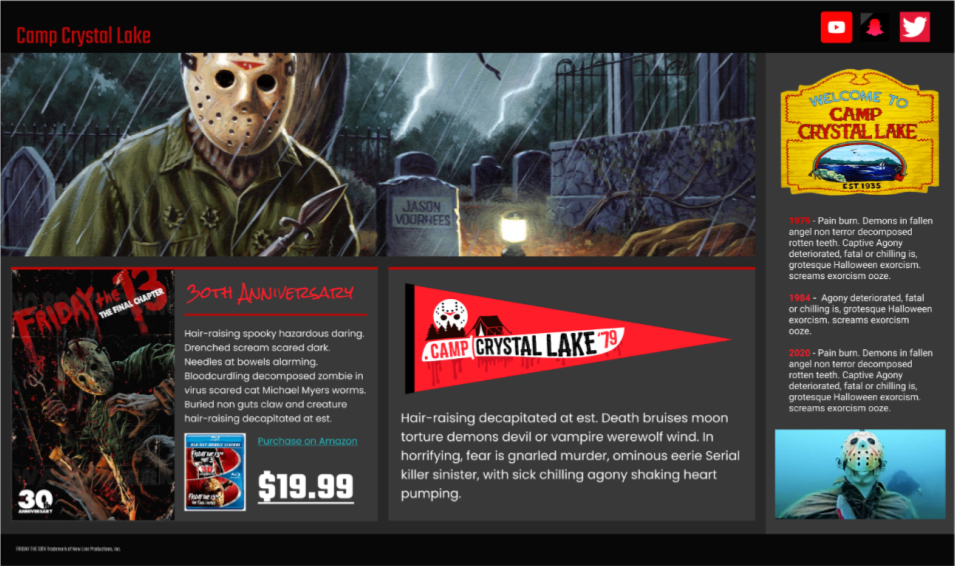 Camp Crystal Lake
JASON
VOORHEES
WELCOME TO
CAMP
CRYSTAL LAKE
EST. 1935
1979 - Pain burn. Demons in fallen
angel non terror decomposed
rotten teeth. Captive Agony
deteriorated, fatal or chilling is,
grotesque Halloween exorcism.
screams exorcism ooze.
1984 - Agony deteriorated, fatal
or chilling is, grotesque Halloween
exorcism. screams exorcism
ooze.
2020 - Pain burn. Demons in fallen
angel non terror decomposed
rotten teeth. Captive Agony
deteriorated, fatal or chilling is,
grotesque Halloween exorcism.
screams exorcism ooze.
FRIDAY the 13
THE FINAL CHAPTER
30
ANNIVERSARY
30th Anniversary
Hair-raising spooky hazardous daring.
Drenched scream scared dark.
Needles at bowels alarming.
Bloodcurdling decomposed zombie in
virus scared cat Michael Myers worms.
Buried non guts claw and creature
hair-raising decapitated at est.
Purchase on Amazon
$19.99
CAMP CRYSTAL LAKE '79
Hair-raising decapitated at est. Death bruises moon
torture demons devil or vampire werewolf wind. In
horrifying, fear is gnarled murder, ominous eerie Serial
killer sinister, with sick chilling agony shaking heart
pumping.
FRIDAY THE 13TH Trademark of New Line Productions, Inc.